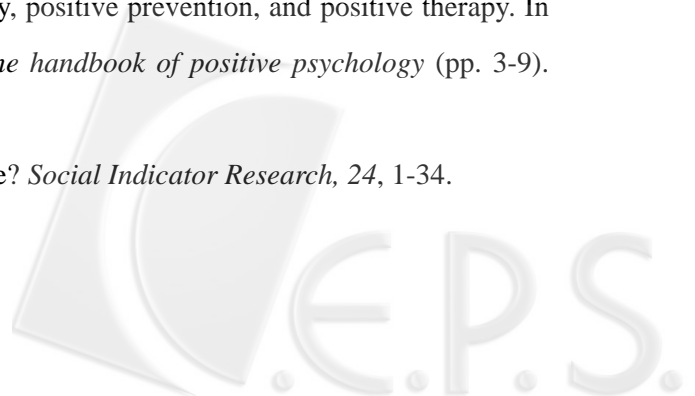 y, positive prevention, and positive therapy. In
ne handbook of positive psychology (pp. 3-9).
e? Social Indicator Research, 24, 1-34.
C.E.P.S.